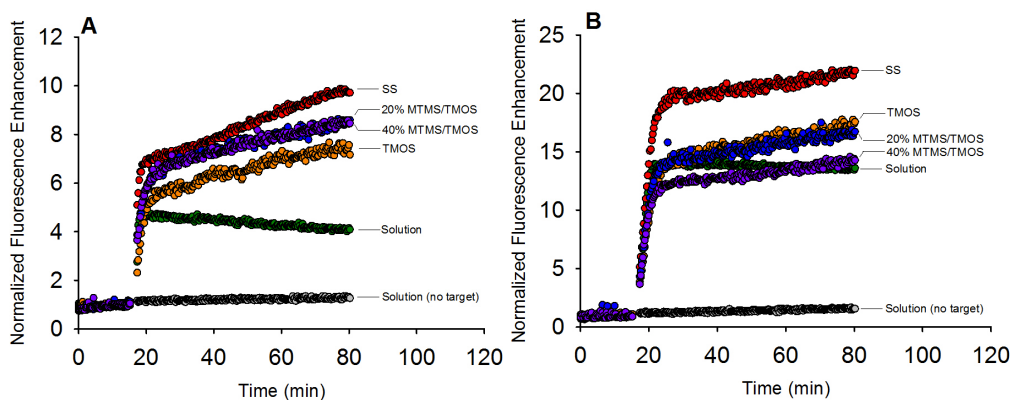 A
Normalized Fluorescence Enhancement
12
10
8
6
4
2
0
0 20 40 60 80 100 120
Time (min)
SS
20% MTMS/TMOS
40% MTMS/TMOS
TMOS
Solution
Solution (no target)
B
Normalized Fluorescence Enhancement
25
20
15
10
5
0
0 20 40 60 80 100 120
Time (min)
SS
TMOS
20% MTMS/TMOS
40% MTMS/TMOS
Solution
Solution (no target)